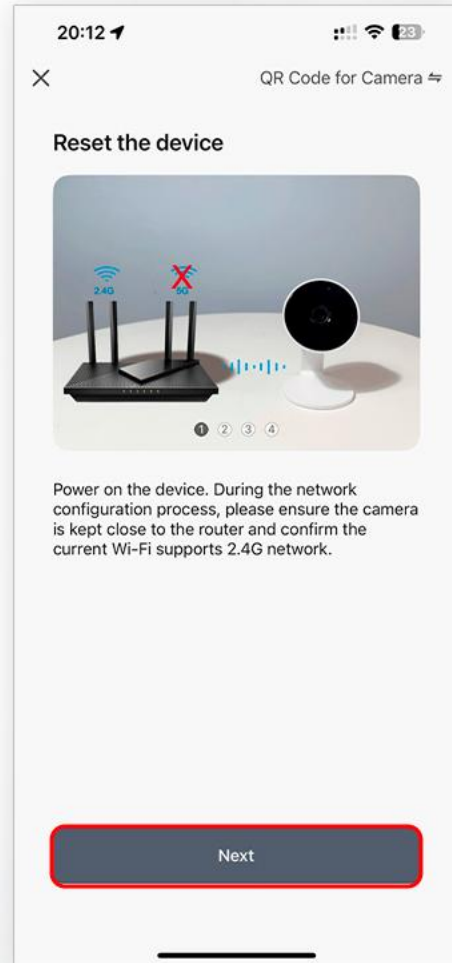 20:12
23
QR Code for Camera ⇋
Reset the device
2.4G
5G
1 2 3 4
Power on the device. During the network
configuration process, please ensure the camera
is kept close to the router and confirm the
current Wi-Fi supports 2.4G network.
Next